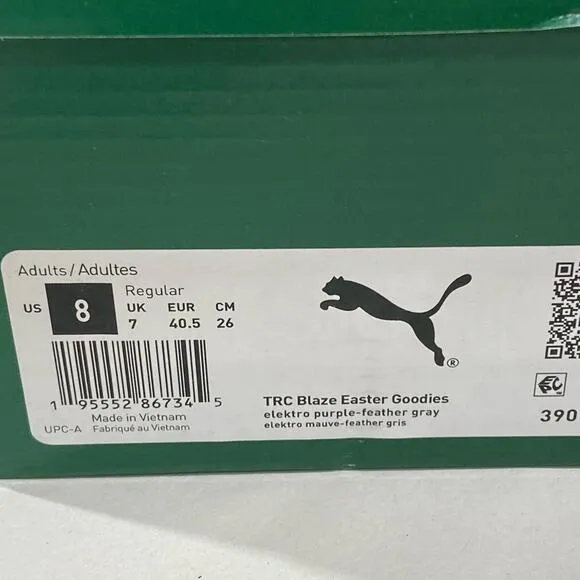 Adults/Adultes
Regular
US 8 UK EUR CM
7 40.5 26
1 95552 86734 5
UPC-A Made in Vietnam
Fabriqué au Vietnam
®
TRC Blaze Easter Goodies
elektro purple-feather gray
elektro mauve-feather gris
390